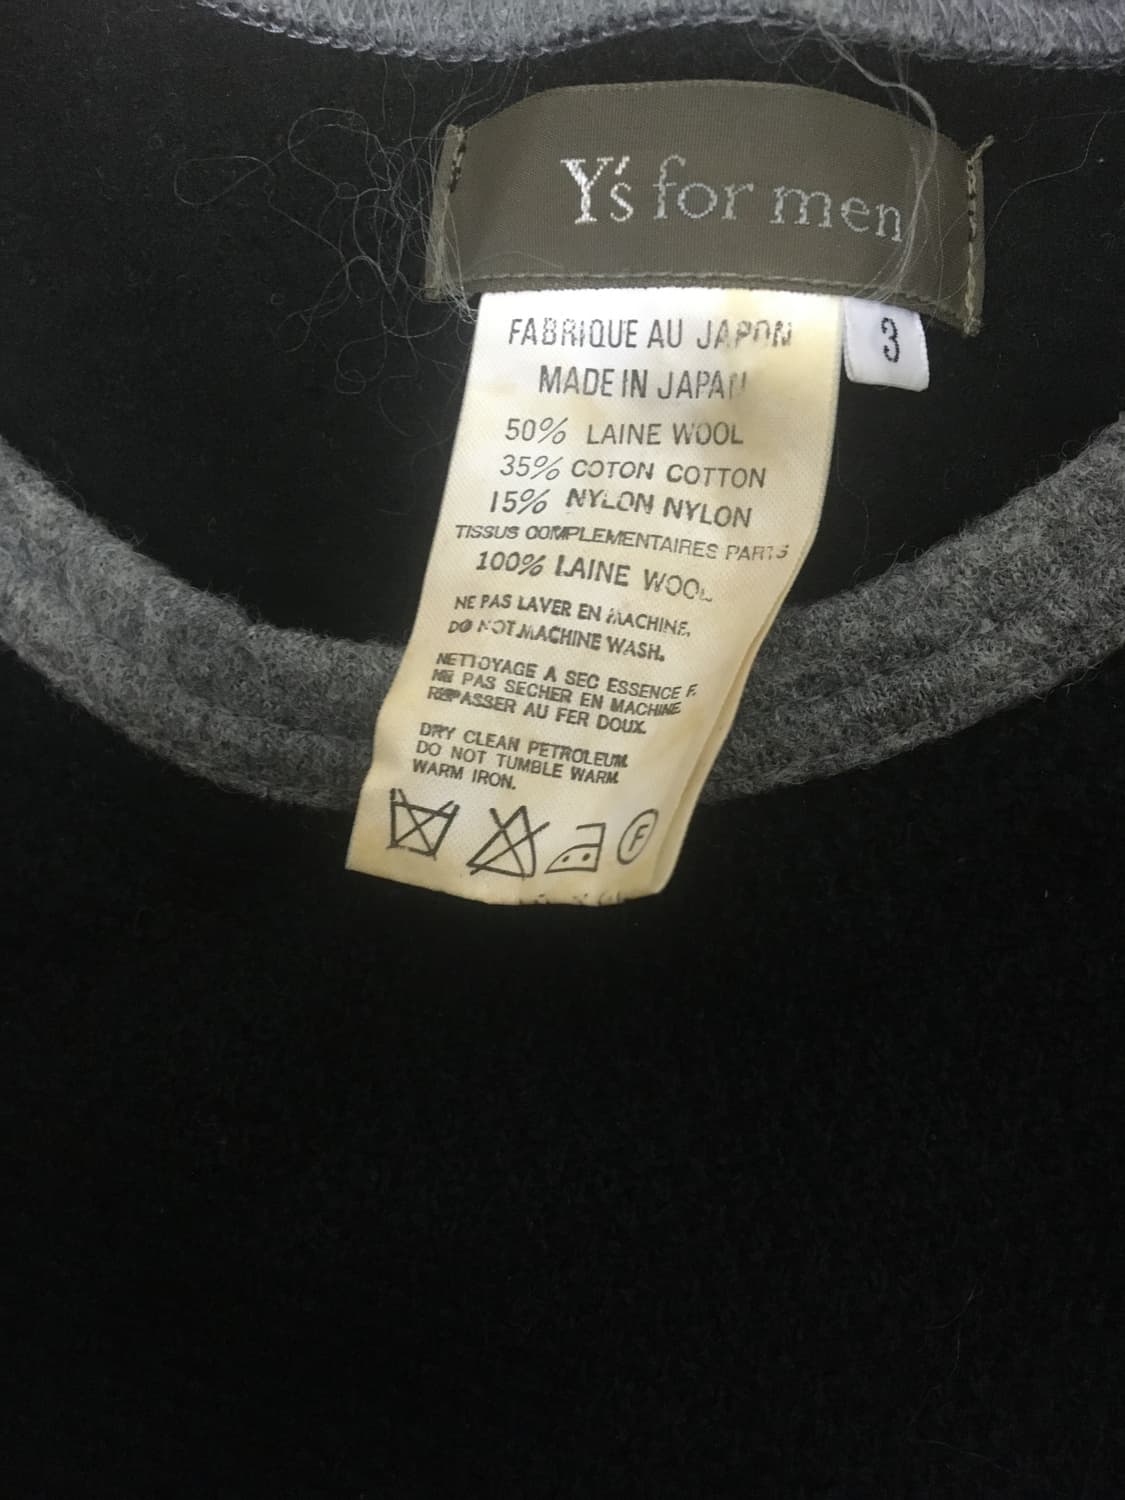 Y's for men
3
FABRIQUE AU JAPON
MADE IN JAPAN
50% LAINE WOOL
35% COTON COTTON
15% NYLON NYLON
TISSUS COMPLEMENTAIRES PARTS
100% LAINE WOOL
NE PAS LAVER EN MACHINE,
DO NOT MACHINE WASH.
NETTOYAGE A SEC ESSENCE F.
NE PAS SECHER EN MACHINE
REPASSER AU FER DOUX.
DRY CLEAN PETROLEUM.
DO NOT TUMBLE WARM
WARM IRON.
F